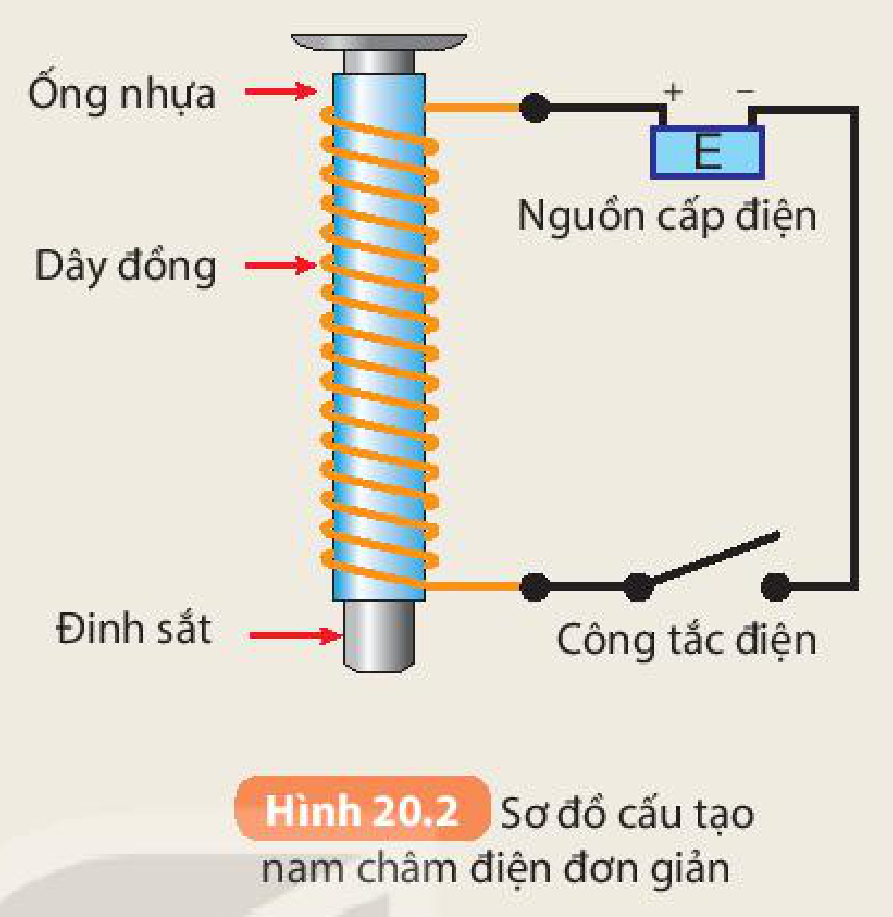 Ống nhựa
+ −
E
Nguồn cấp điện
Dây đồng
Đinh sắt
Công tắc điện
Hình 20.2 Sơ đồ cấu tạo
nam châm điện đơn giản